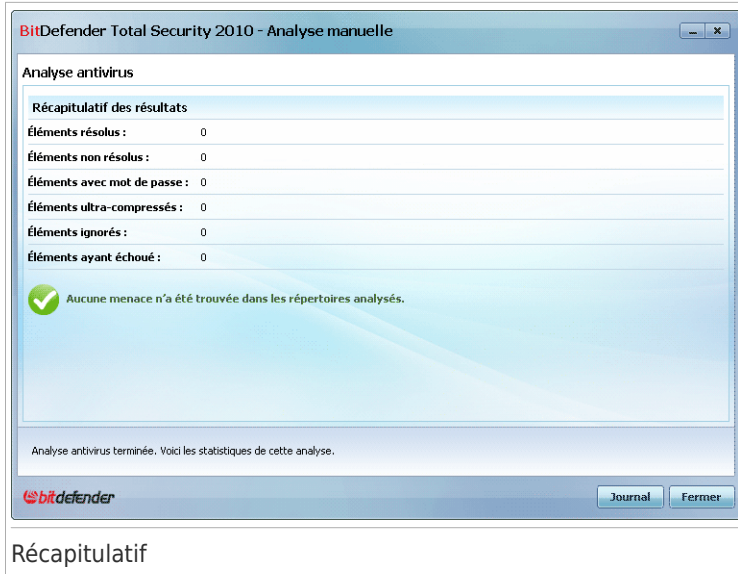 BitDefender Total Security 2010 - Analyse manuelle
Analyse antivirus
Récapitulatif des résultats
Éléments résolus : 0
Éléments non résolus : 0
Éléments avec mot de passe : 0
Éléments ultra-compressés : 0
Éléments ignorés : 0
Éléments ayant échoué : 0
Aucune menace n'a été trouvée dans les répertoires analysés.
Analyse antivirus terminée. Voici les statistiques de cette analyse.
bitdefender
Journal Fermer
Récapitulatif